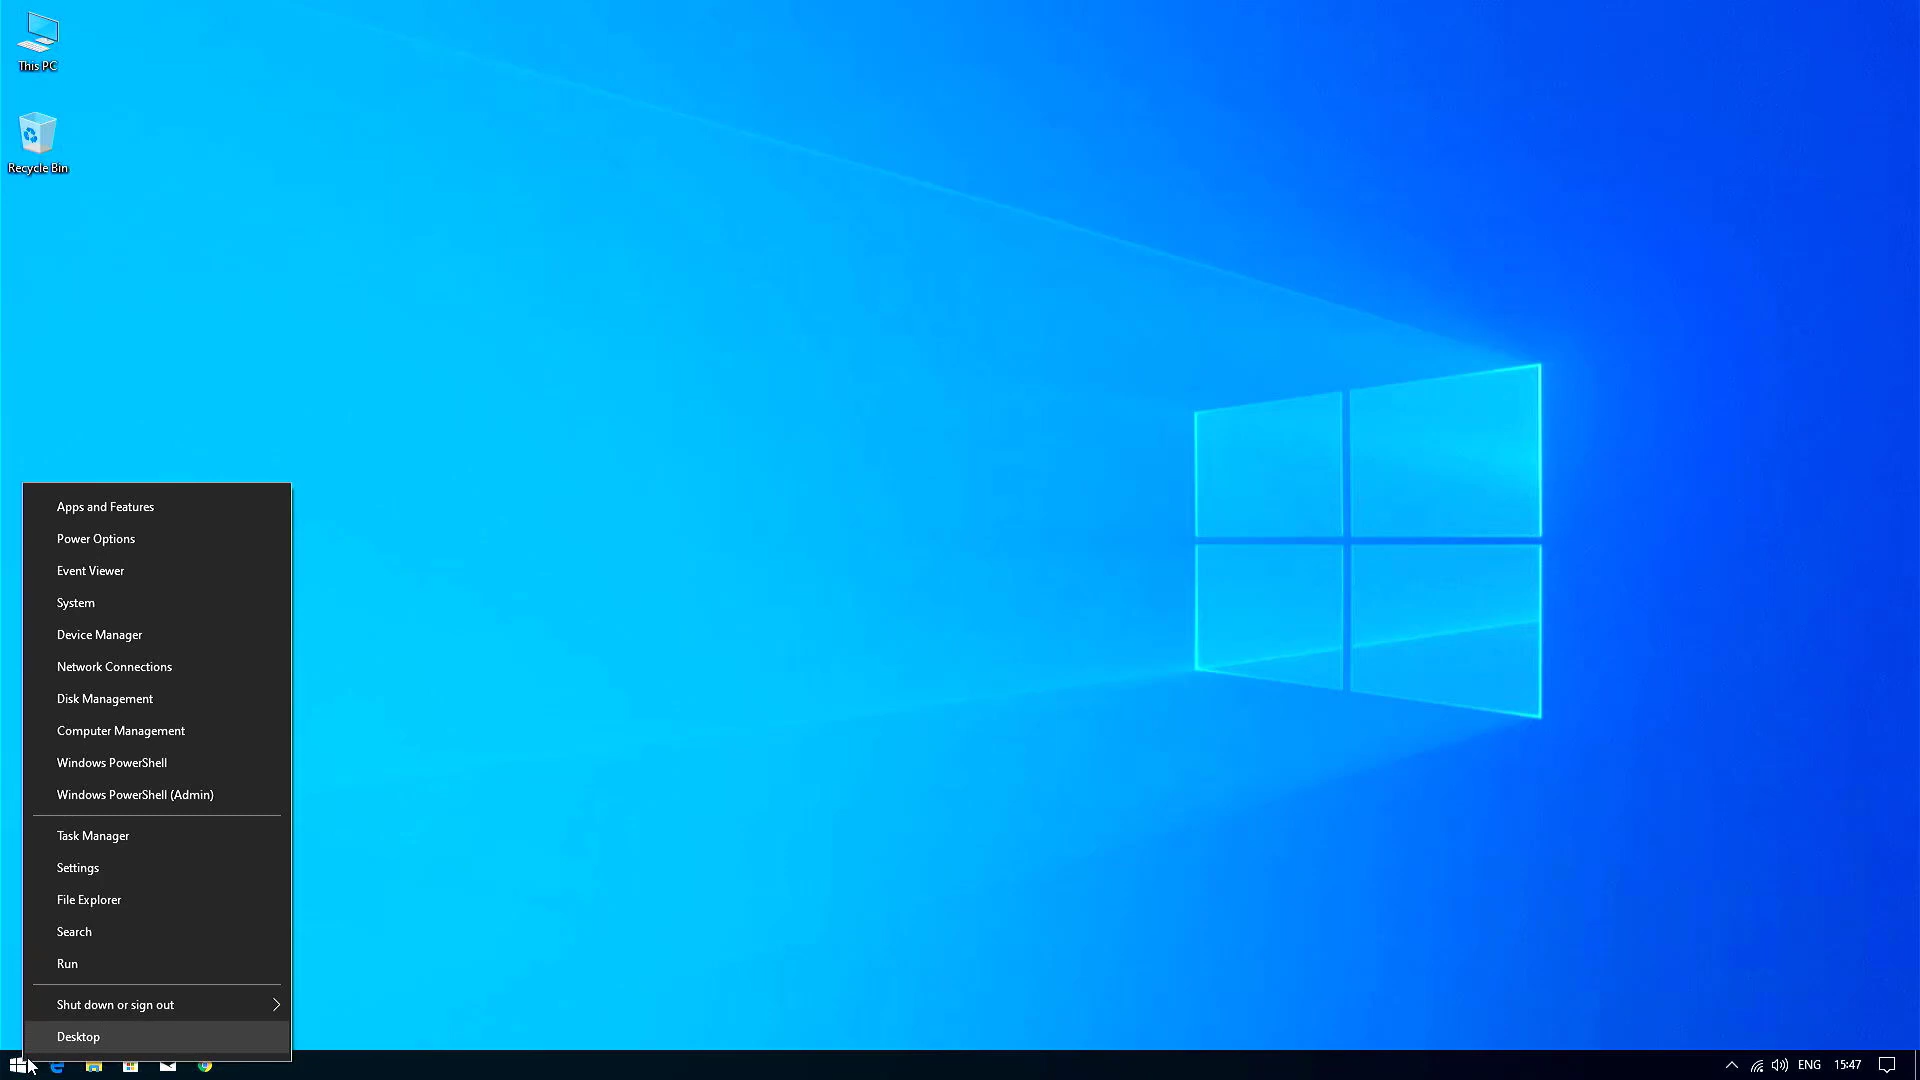 This PC
Recycle Bin
Apps and Features
Power Options
Event Viewer
System
Device Manager
Network Connections
Disk Management
Computer Management
Windows PowerShell
Windows PowerShell (Admin)
Task Manager
Settings
File Explorer
Search
Run
Shut down or sign out
Desktop
ENG 15:47